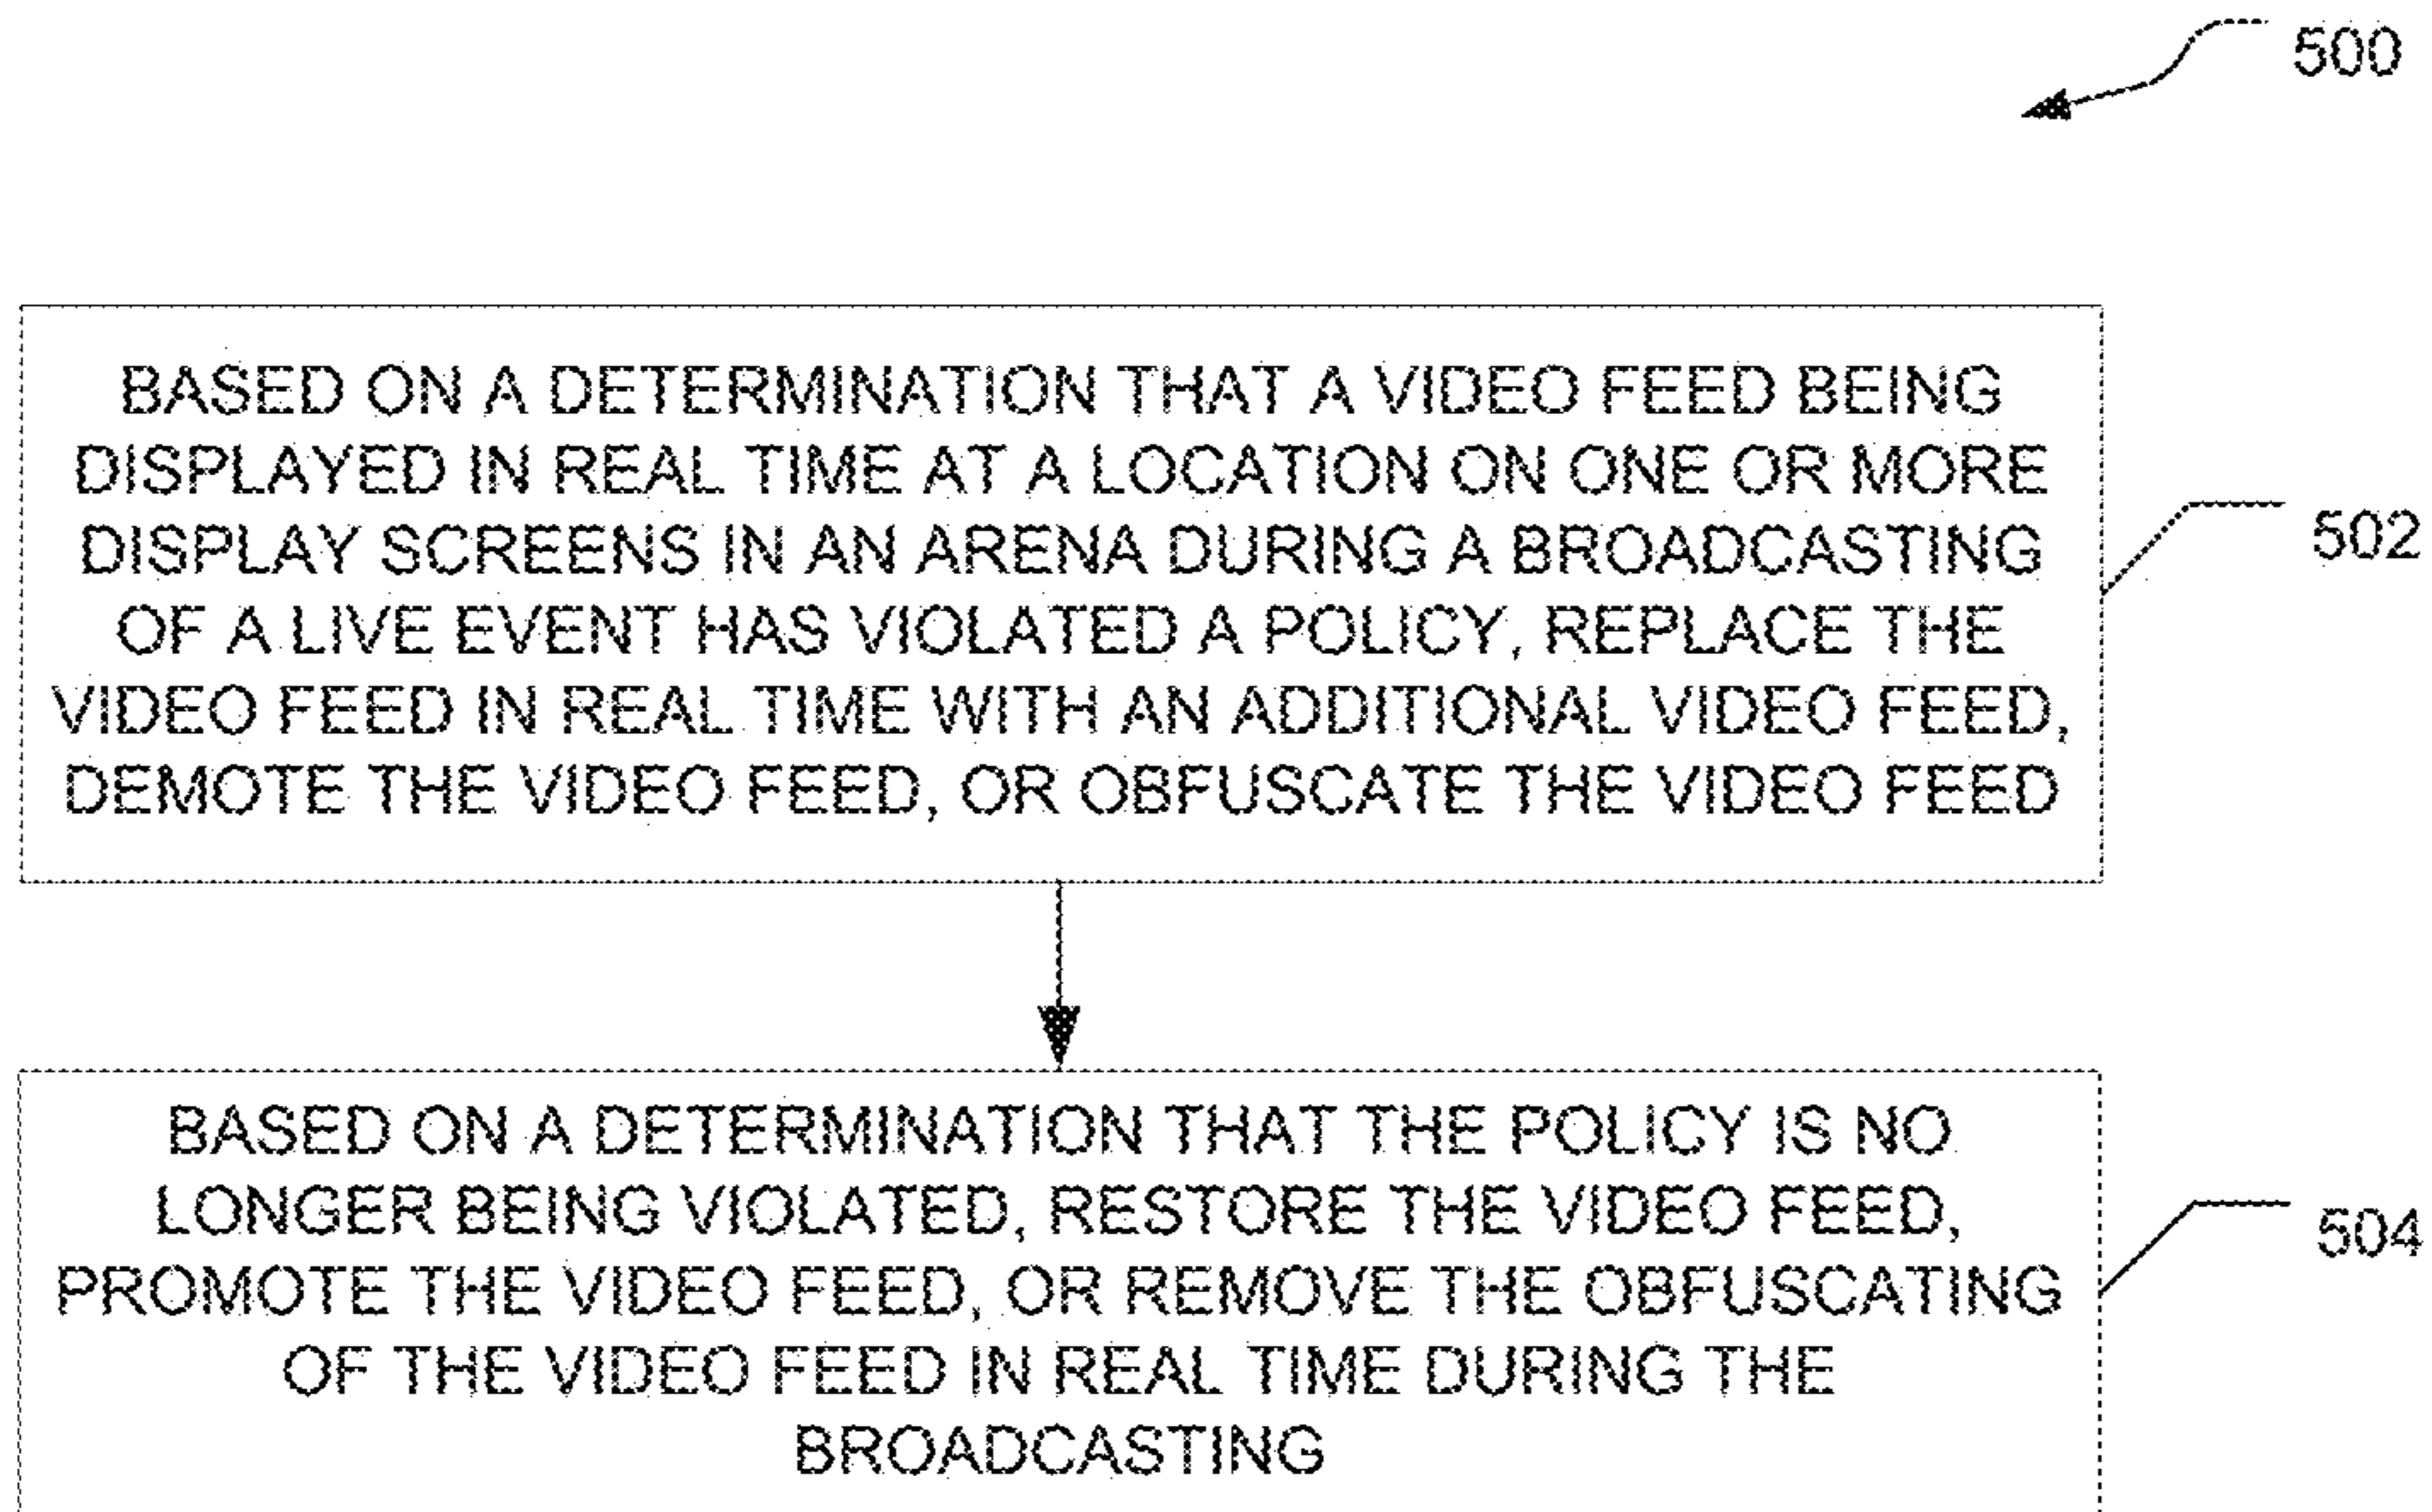 500
BASED ON A DETERMINATION THAT A VIDEO FEED BEING
DISPLAYED IN REAL TIME AT A LOCATION ON ONE OR MORE
DISPLAY SCREENS IN AN ARENA DURING A BROADCASTING
OF A LIVE EVENT HAS VIOLATED A POLICY, REPLACE THE
VIDEO FEED IN REAL TIME WITH AN ADDITIONAL VIDEO FEED,
DEMOTE THE VIDEO FEED, OR OBFUSCATE THE VIDEO FEED
502
BASED ON A DETERMINATION THAT THE POLICY IS NO
LONGER BEING VIOLATED, RESTORE THE VIDEO FEED,
PROMOTE THE VIDEO FEED, OR REMOVE THE OBFUSCATING
OF THE VIDEO FEED IN REAL TIME DURING THE
BROADCASTING
504